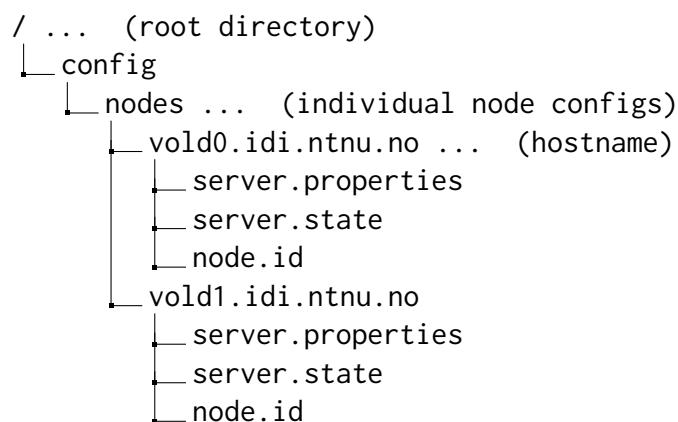 / ... (root directory)
config
nodes ... (individual node configs)
vold0.idi.ntnu.no ... (hostname)
server.properties
server.state
node.id
vold1.idi.ntnu.no
server.properties
server.state
node.id